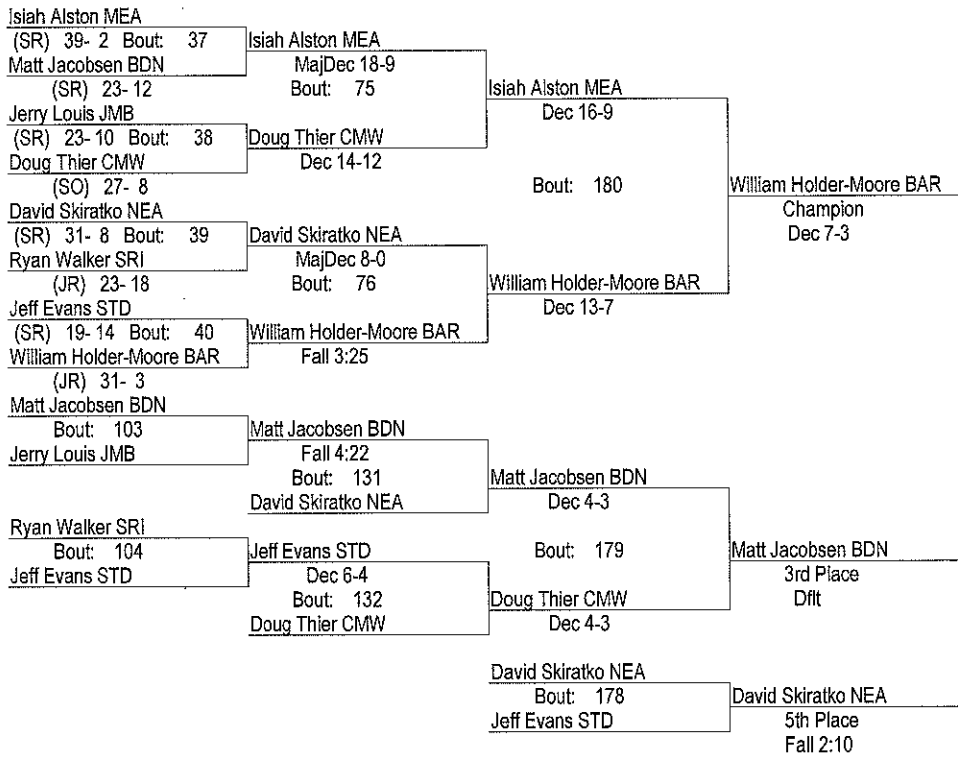 Isiah Alston MEA
(SR) 39- 2 Bout: 37
Matt Jacobsen BDN
(SR) 23- 12
Jerry Louis JMB
(SR) 23- 10 Bout: 38
Doug Thier CMW
(SO) 27- 8
David Skiratko NEA
(SR) 31- 8 Bout: 39
Ryan Walker SRI
(JR) 23- 18
Jeff Evans STD
(SR) 19- 14 Bout: 40
William Holder-Moore BAR
(JR) 31- 3
Isiah Alston MEA
MajDec 18-9
Bout: 75
Doug Thier CMW
Dec 14-12
David Skiratko NEA
MajDec 8-0
Bout: 76
William Holder-Moore BAR
Fall 3:25
Isiah Alston MEA
Dec 16-9
Bout: 180
William Holder-Moore BAR
Dec 13-7
William Holder-Moore BAR
Champion
Dec 7-3
Matt Jacobsen BDN
Bout: 103
Jerry Louis JMB
Ryan Walker SRI
Bout: 104
Jeff Evans STD
Matt Jacobsen BDN
Fall 4:22
Bout: 131
David Skiratko NEA
Jeff Evans STD
Dec 6-4
Bout: 132
Doug Thier CMW
Matt Jacobsen BDN
Dec 4-3
Bout: 179
Doug Thier CMW
Dec 4-3
Matt Jacobsen BDN
3rd Place
Dflt
David Skiratko NEA
Bout: 178
Jeff Evans STD
David Skiratko NEA
5th Place
Fall 2:10